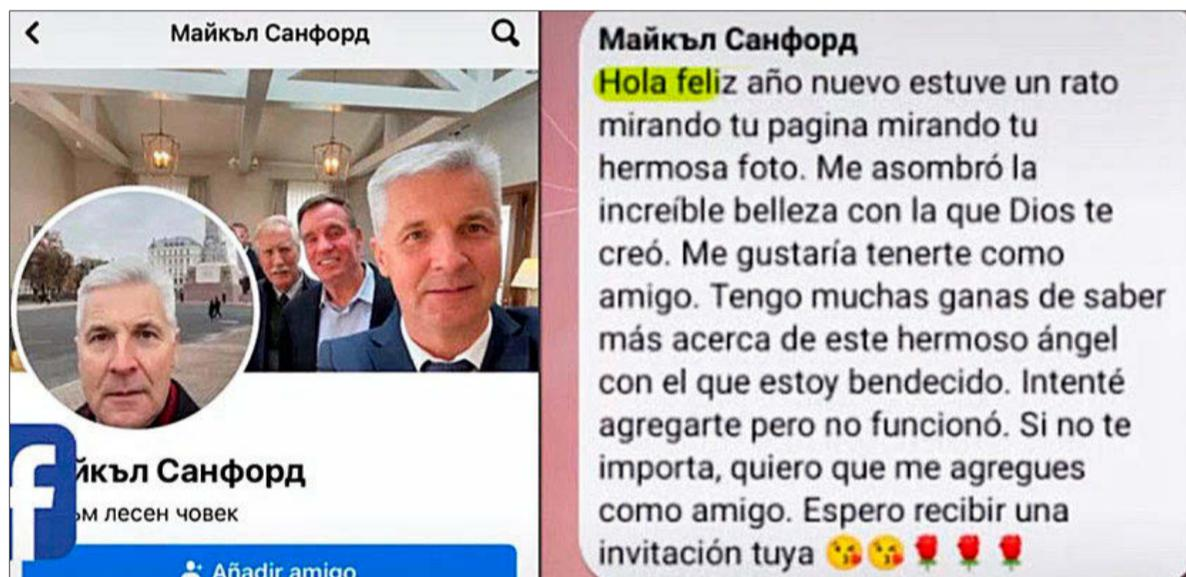 Майкъл Санфорд
йкъл Санфорд
ъм лесен човек
Añadir amigo
Майкъл Санфорд
Hola feliz año nuevo estuve un rato
mirando tu pagina mirando tu
hermosa foto. Me asombró la
increíble belleza con la que Dios te
creó. Me gustaría tenerte como
amigo. Tengo muchas ganas de saber
más acerca de este hermoso ángel
con el que estoy bendecido. Intenté
agregarte pero no funcionó. Si no te
importa, quiero que me agregues
como amigo. Espero recibir una
invitación tuya 😘😘🌹🌹🌹